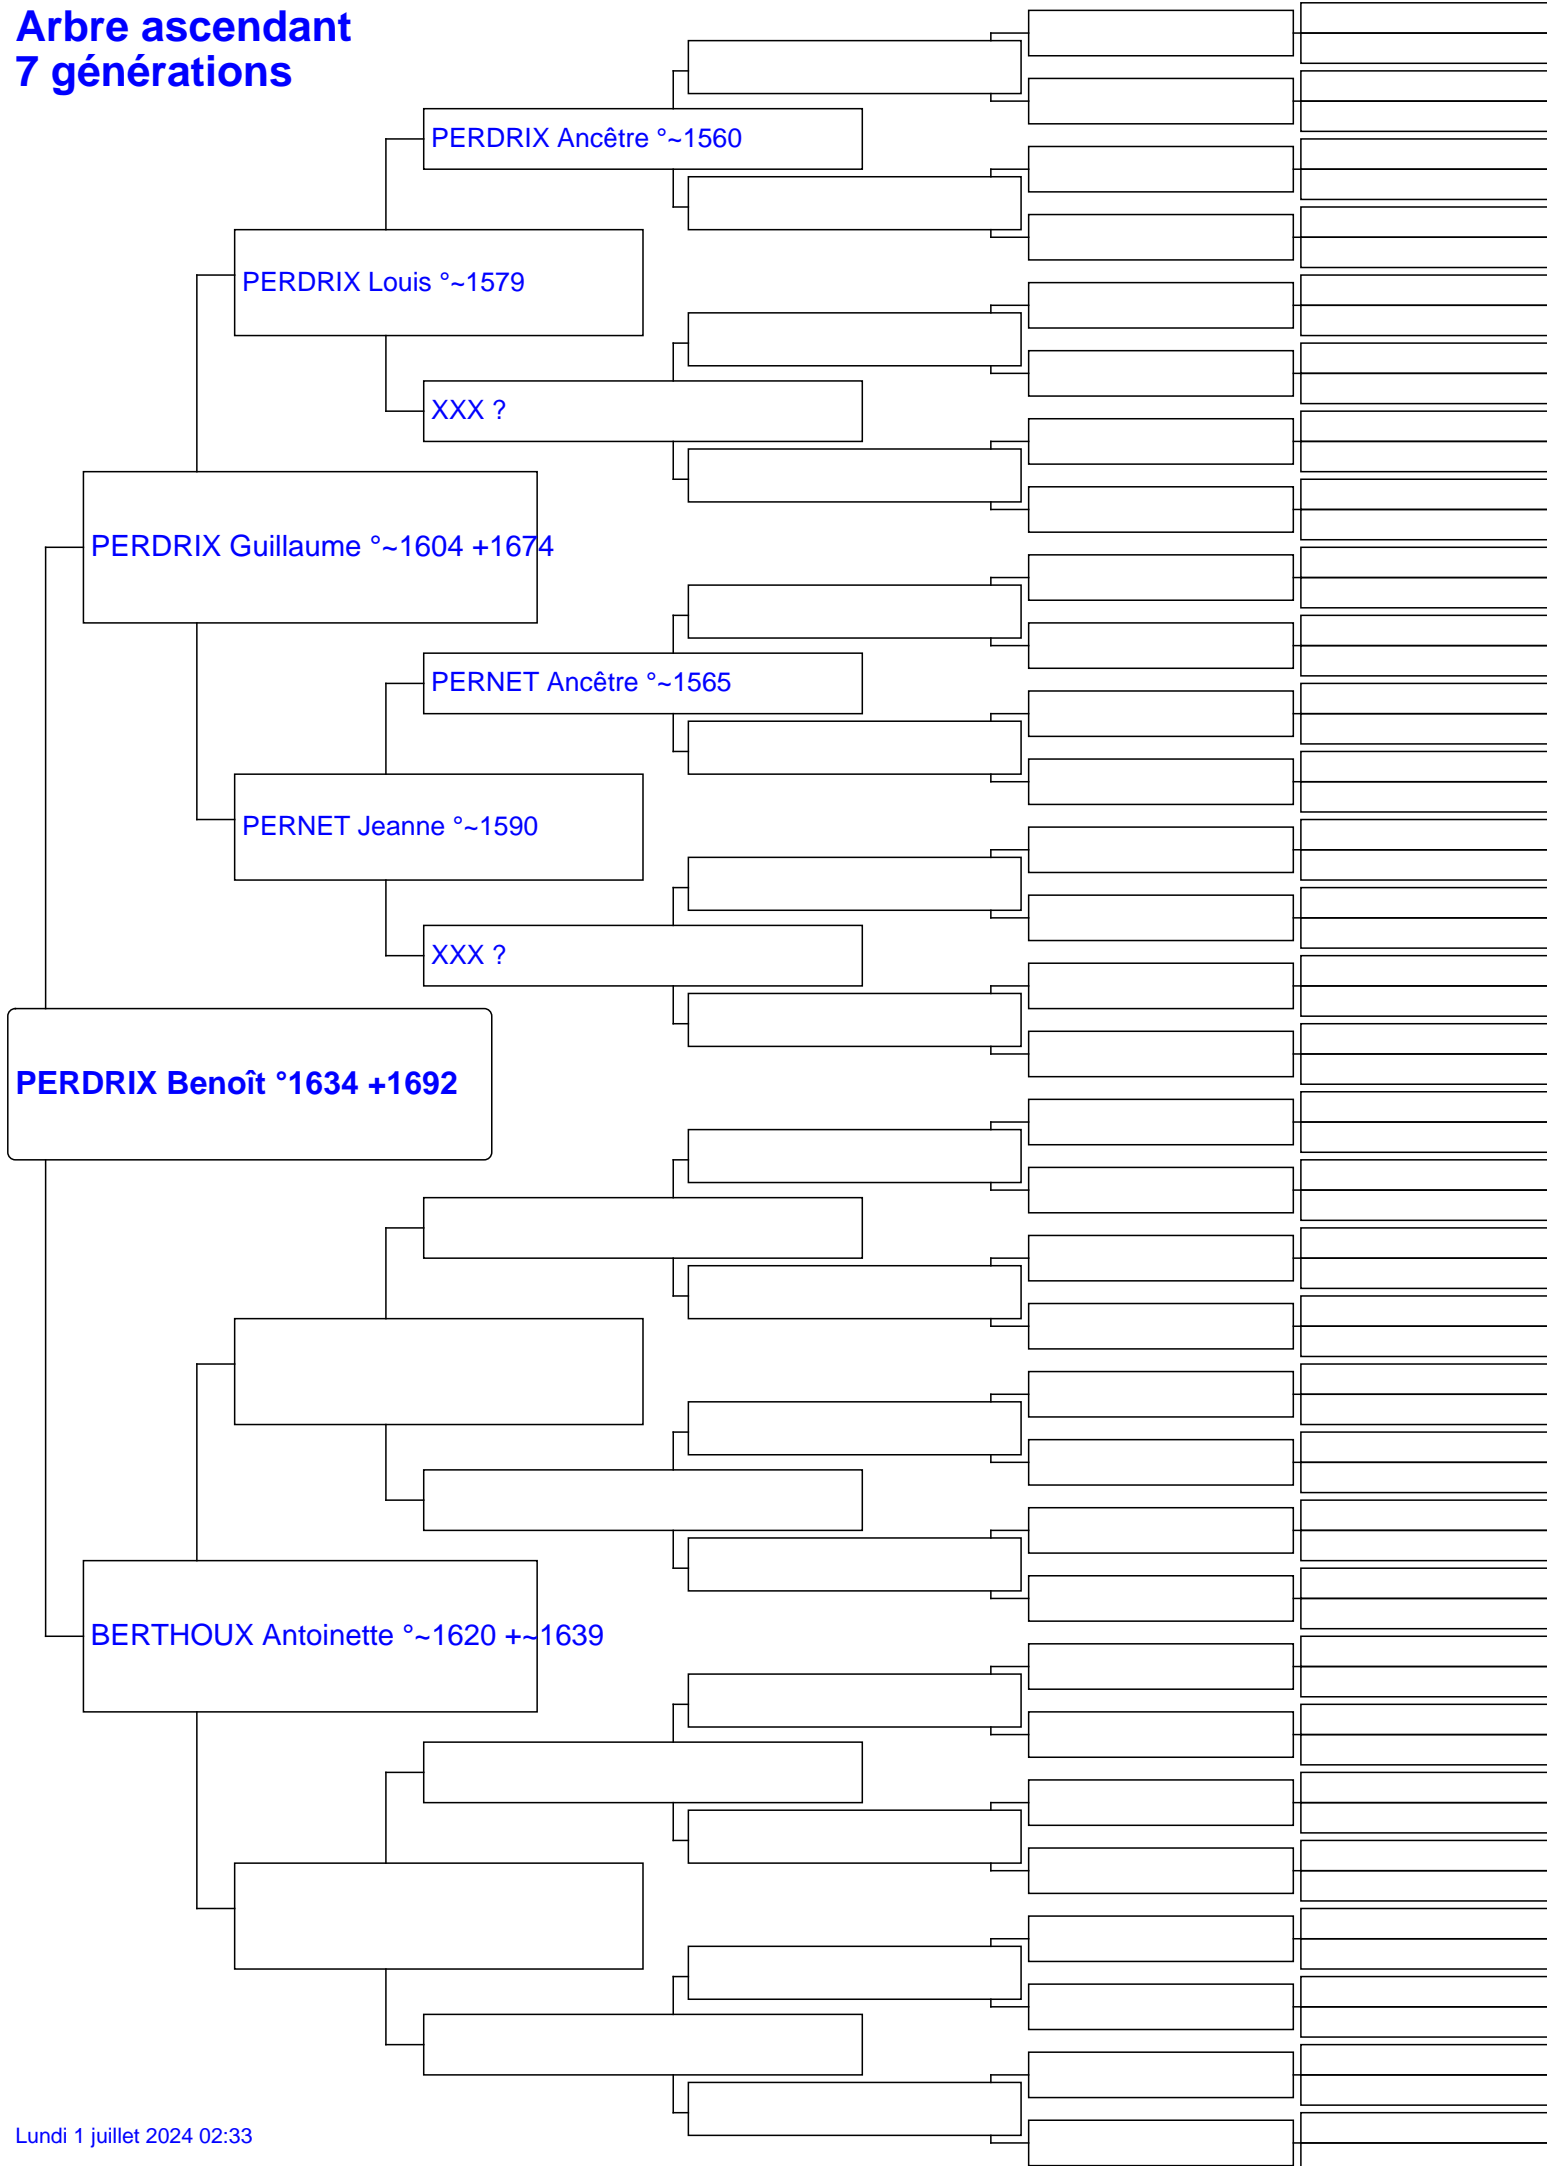 Arbre ascendant
7 générations
PERDRIX Ancêtre °~1560
PERDRIX Louis °~1579
XXX ?
PERDRIX Guillaume °~1604 +1674
PERNET Ancêtre °~1565
PERNET Jeanne °~1590
XXX ?
PERDRIX Benoît °1634 +1692
BERTHOUX Antoinette °~1620 +~1639
Lundi 1 juillet 2024 02:33